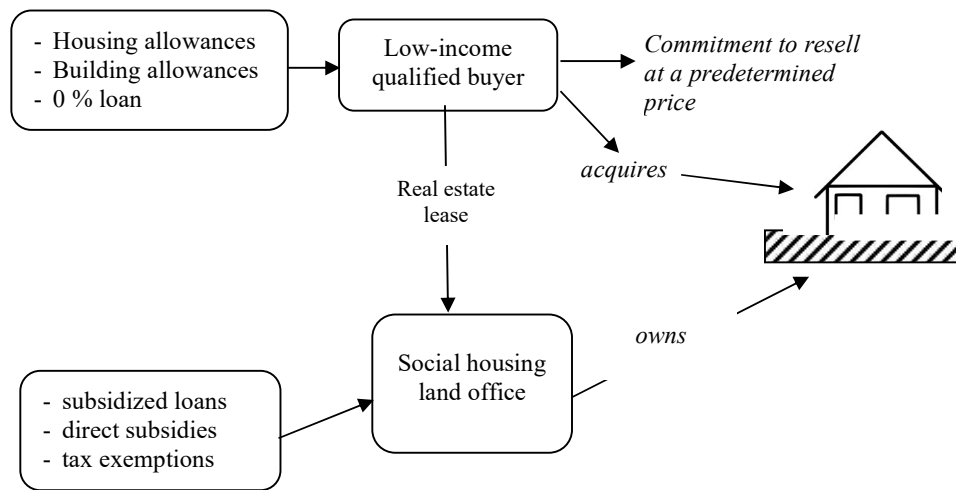 - Housing allowances
- Building allowances
- 0 % loan
Low-income
qualified buyer
Commitment to resell
at a predetermined
price
acquires
Real estate
lease
owns
Social housing
land office
- subsidized loans
- direct subsidies
- tax exemptions